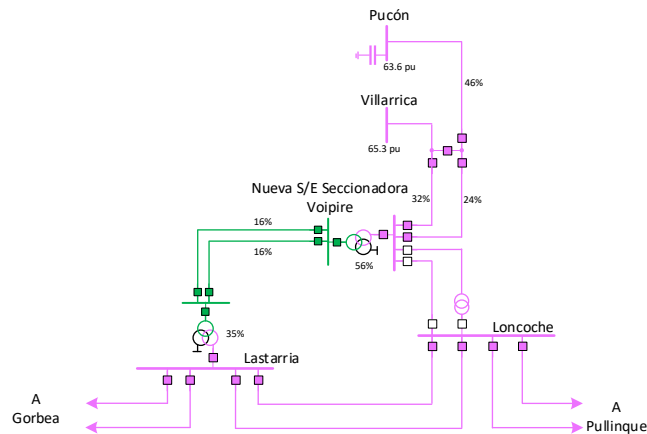 Pucón
63.6 pu
46%
Villarrica
65.3 pu
Nueva S/E Seccionadora
Voipire
32%
24%
16%
16%
56%
35%
Loncoche
Lastarria
A
Gorbea
A
Pullinque